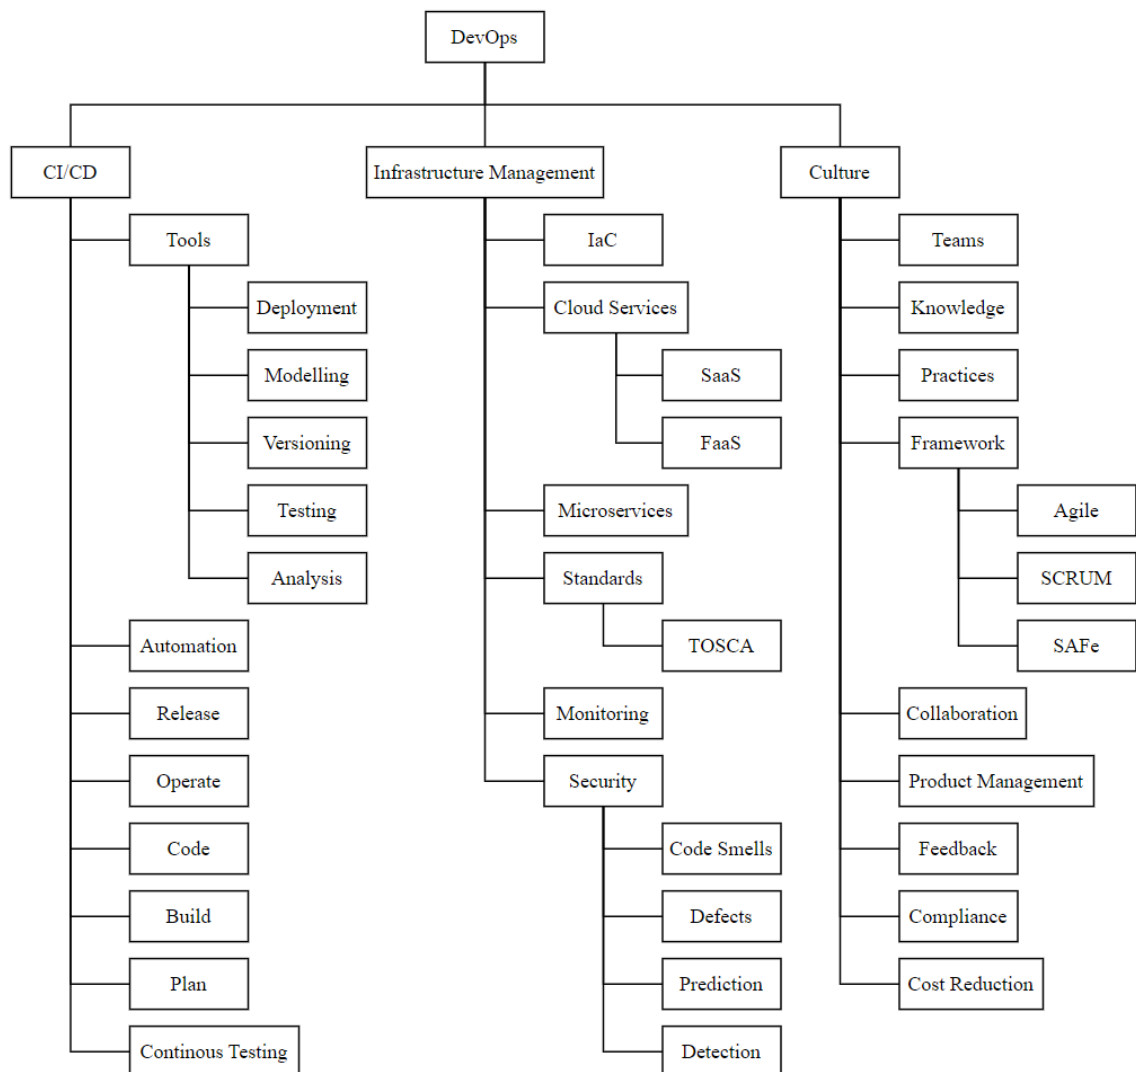 DevOps
CI/CD
Tools
Deployment
Modelling
Versioning
Testing
Analysis
Automation
Release
Operate
Code
Build
Plan
Continous Testing
Infrastructure Management
IaC
Cloud Services
SaaS
FaaS
Microservices
Standards
TOSCA
Monitoring
Security
Code Smells
Defects
Prediction
Detection
Culture
Teams
Knowledge
Practices
Framework
Agile
SCRUM
SAFe
Collaboration
Product Management
Feedback
Compliance
Cost Reduction